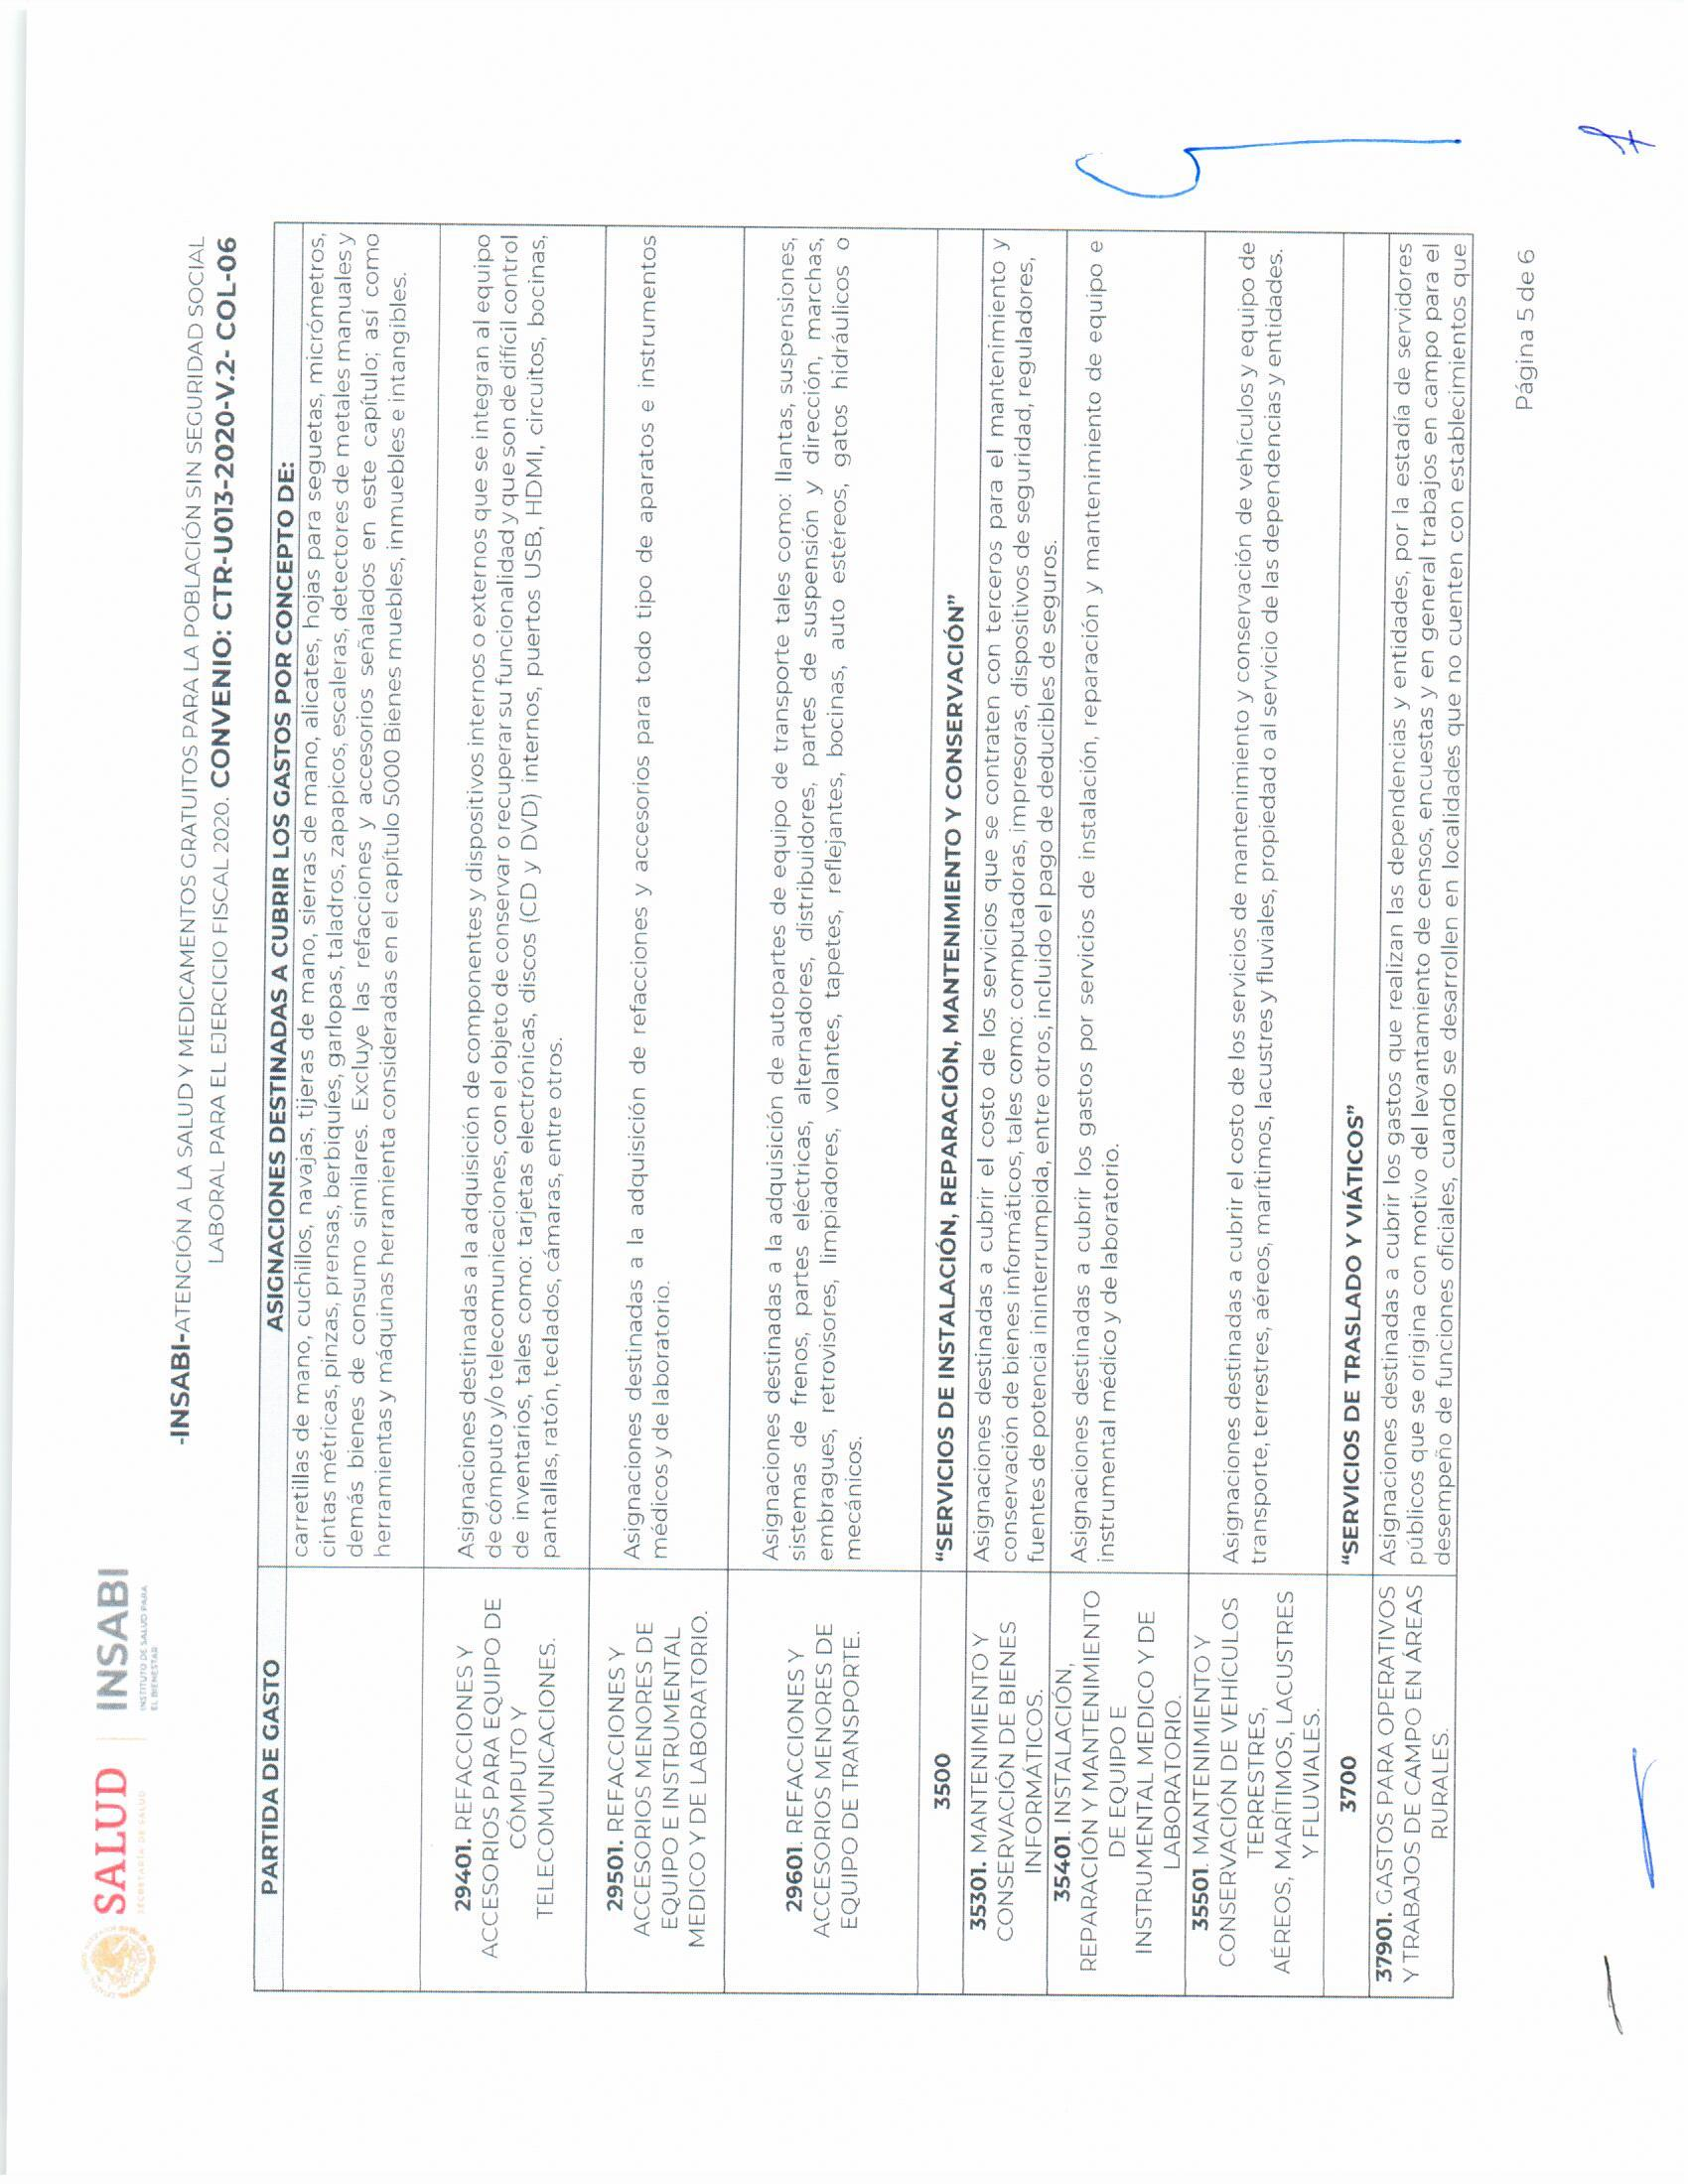 SALUD
SECRETARÍA DE SALUD
INSABI
INSTITUTO DE SALUD PARA
EL BIENESTAR
-INSABI-ATENCIÓN A LA SALUD Y MEDICAMENTOS GRATUITOS PARA LA POBLACIÓN SIN SEGURIDAD SOCIAL
LABORAL PARA EL EJERCICIO FISCAL 2020. CONVENIO: CTR-U013-2020-V.2- COL-06
PARTIDA DE GASTO
ASIGNACIONES DESTINADAS A CUBRIR LOS GASTOS POR CONCEPTO DE:
carretillas de mano, cuchillos, navajas, tijeras de mano, sierras de mano, alicates, hojas para seguetas, micrómetros,
cintas métricas, pinzas, prensas, berbiquíes, garlopas, taladros, zapapicos, escaleras, detectores de metales manuales y
demás bienes de consumo similares. Excluye las refacciones y accesorios señalados en este capítulo; así como
herramientas y máquinas herramienta consideradas en el capítulo 5000 Bienes muebles, inmuebles e intangibles.
29401. REFACCIONES Y
ACCESORIOS PARA EQUIPO DE
CÓMPUTO Y
TELECOMUNICACIONES.
Asignaciones destinadas a la adquisición de componentes y dispositivos internos o externos que se integran al equipo
de cómputo y/o telecomunicaciones, con el objeto de conservar o recuperar su funcionalidad y que son de difícil control
de inventarios, tales como: tarjetas electrónicas, discos (CD y DVD) internos, puertos USB, HDMI, circuitos, bocinas,
pantallas, ratón, teclados, cámaras, entre otros.
29501. REFACCIONES Y
ACCESORIOS MENORES DE
EQUIPO E INSTRUMENTAL
MEDICO Y DE LABORATORIO.
Asignaciones destinadas a la adquisición de refacciones y accesorios para todo tipo de aparatos e instrumentos
médicos y de laboratorio.
29601. REFACCIONES Y
ACCESORIOS MENORES DE
EQUIPO DE TRANSPORTE.
Asignaciones destinadas a la adquisición de autopartes de equipo de transporte tales como: llantas, suspensiones,
sistemas de frenos, partes eléctricas, alternadores, distribuidores, partes de suspensión y dirección, marchas,
embragues, retrovisores, limpiadores, volantes, tapetes, reflejantes, bocinas, auto estéreos, gatos hidráulicos o
mecánicos.
3500
“SERVICIOS DE INSTALACIÓN, REPARACIÓN, MANTENIMIENTO Y CONSERVACIÓN”
35301. MANTENIMIENTO Y
CONSERVACIÓN DE BIENES
INFORMÁTICOS.
Asignaciones destinadas a cubrir el costo de los servicios que se contraten con terceros para el mantenimiento y
conservación de bienes informáticos, tales como: computadoras, impresoras, dispositivos de seguridad, reguladores,
fuentes de potencia ininterrumpida, entre otros, incluido el pago de deducibles de seguros.
35401. INSTALACIÓN,
REPARACIÓN Y MANTENIMIENTO
DE EQUIPO E
INSTRUMENTAL MEDICO Y DE
LABORATORIO.
Asignaciones destinadas a cubrir los gastos por servicios de instalación, reparación y mantenimiento de equipo e
instrumental médico y de laboratorio.
35501. MANTENIMIENTO Y
CONSERVACIÓN DE VEHÍCULOS
TERRESTRES,
AÉREOS, MARÍTIMOS, LACUSTRES
Y FLUVIALES.
Asignaciones destinadas a cubrir el costo de los servicios de mantenimiento y conservación de vehículos y equipo de
transporte, terrestres, aéreos, marítimos, lacustres y fluviales, propiedad o al servicio de las dependencias y entidades.
3700
“SERVICIOS DE TRASLADO Y VIÁTICOS”
37901. GASTOS PARA OPERATIVOS
Y TRABAJOS DE CAMPO EN ÁREAS
RURALES.
Asignaciones destinadas a cubrir los gastos que realizan las dependencias y entidades, por la estadía de servidores
públicos que se origina con motivo del levantamiento de censos, encuestas y en general trabajos en campo para el
desempeño de funciones oficiales, cuando se desarrollen en localidades que no cuenten con establecimientos que
Página 5 de 6